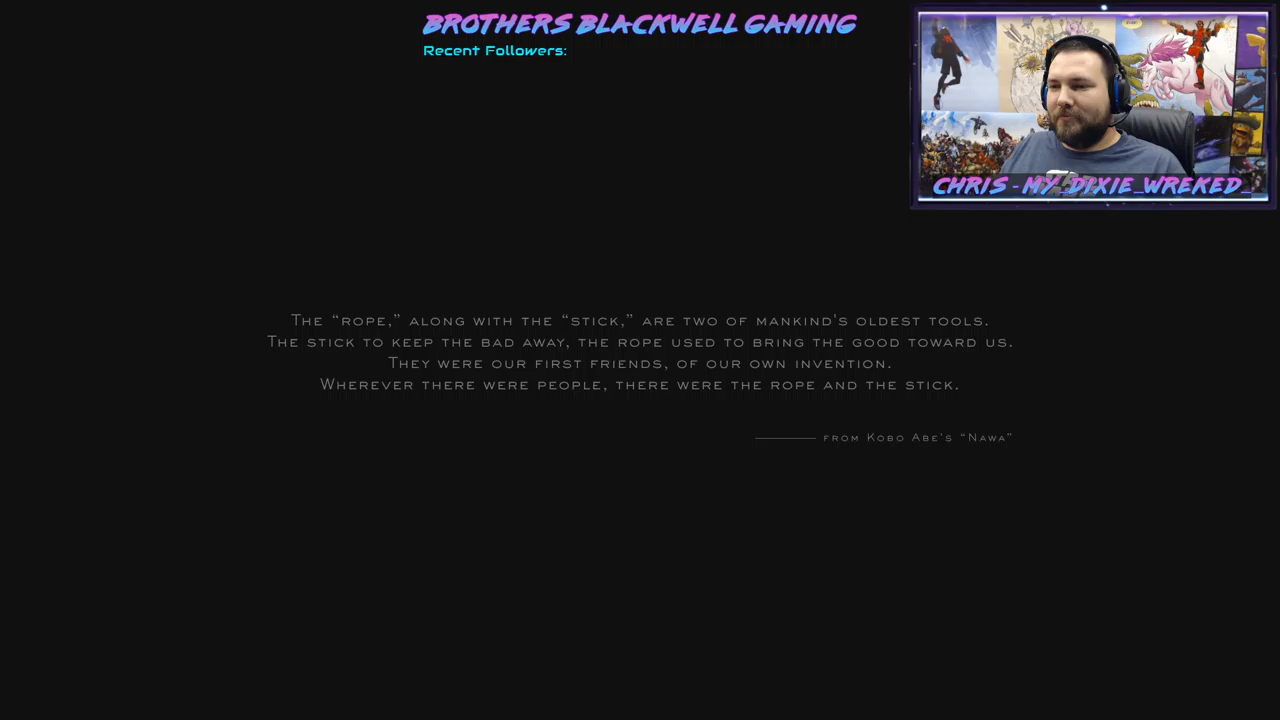 BROTHERS BLACKWELL GAMING
Recent Followers:
CHRIS - MY_DIXIE_WREKED_
The “rope,” along with the “stick,” are two of mankind's oldest tools.
The stick to keep the bad away, the rope used to bring the good toward us.
They were our first friends, of our own invention.
Wherever there were people, there were the rope and the stick.
from Kobo Abe's “Nawa”